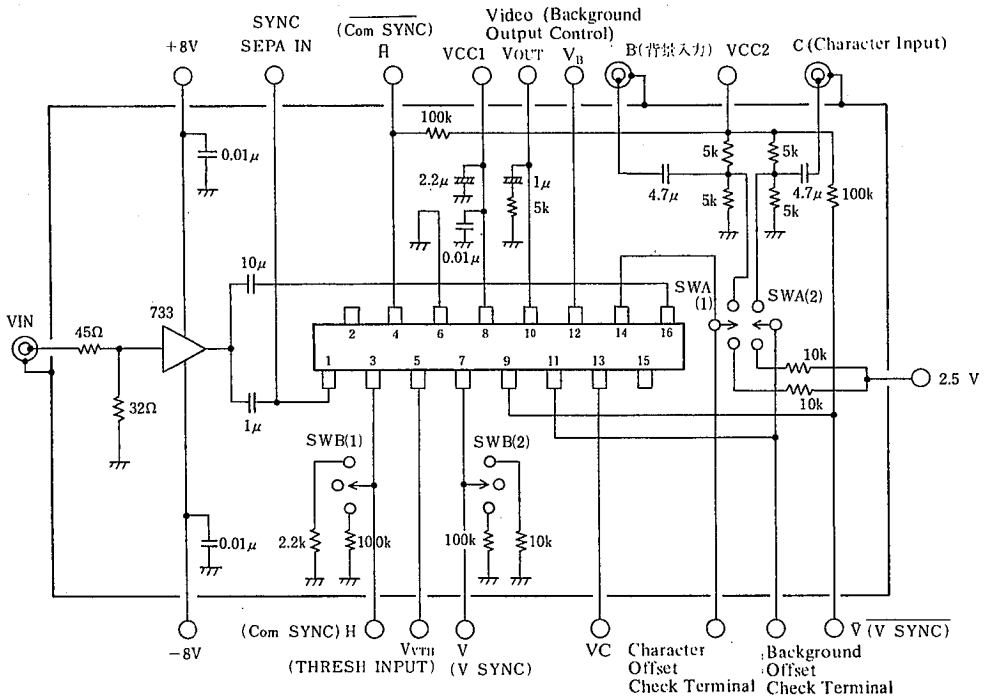 SYNC
SEPA IN
(Com SYNC)
H
Video (Background
Output Control)
+8V
VCC1
VOUT
VB
B(背景入力)
VCC2
C (Character Input)
100k
0.01μ
2.2μ
1μ
5k
0.01μ
4.7μ
5k
5k
5k
5k
4.7μ
100k
10μ
733
VIN
45Ω
32Ω
1μ
2
4
6
8
10
12
14
16
1
3
5
7
9
11
13
15
SWA
(1)
SWA(2)
10k
10k
2.5 V
SWB(1)
SWB(2)
2.2k
100k
100k
10k
0.01μ
-8V
(Com SYNC) H
VVTH
(THRESH INPUT)
V
(V SYNC)
VC
Character
Offset
Check Terminal
Background
Offset
Check Terminal
V̄ (V SYNC)